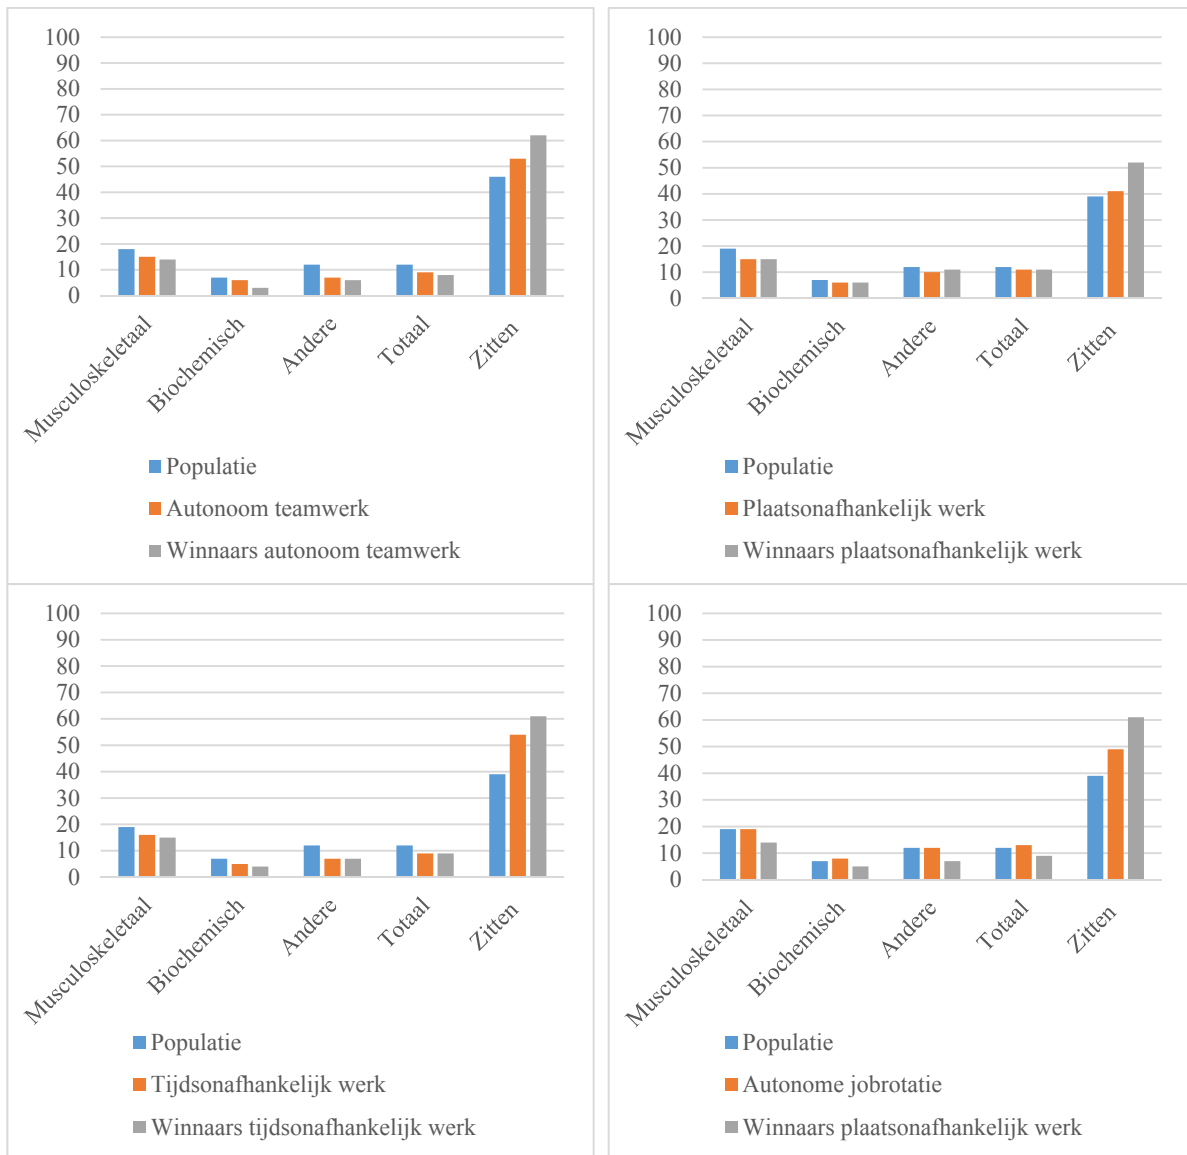 100
90
80
70
60
50
40
30
20
10
0
Musculoskeletaal
Biochemisch
Andere
Totaal
Zitten
Populatie
Autonoom teamwerk
Winnaars autonoom teamwerk
100
90
80
70
60
50
40
30
20
10
0
Musculoskeletaal
Biochemisch
Andere
Totaal
Zitten
Populatie
Plaatsonafhankelijk werk
Winnaars plaatsonafhankelijk werk
100
90
80
70
60
50
40
30
20
10
0
Musculoskeletaal
Biochemisch
Andere
Totaal
Zitten
Populatie
Tijdsonafhankelijk werk
Winnaars tijdsonafhankelijk werk
100
90
80
70
60
50
40
30
20
10
0
Musculoskeletaal
Biochemisch
Andere
Totaal
Zitten
Populatie
Autonome jobrotatie
Winnaars plaatsonafhankelijk werk